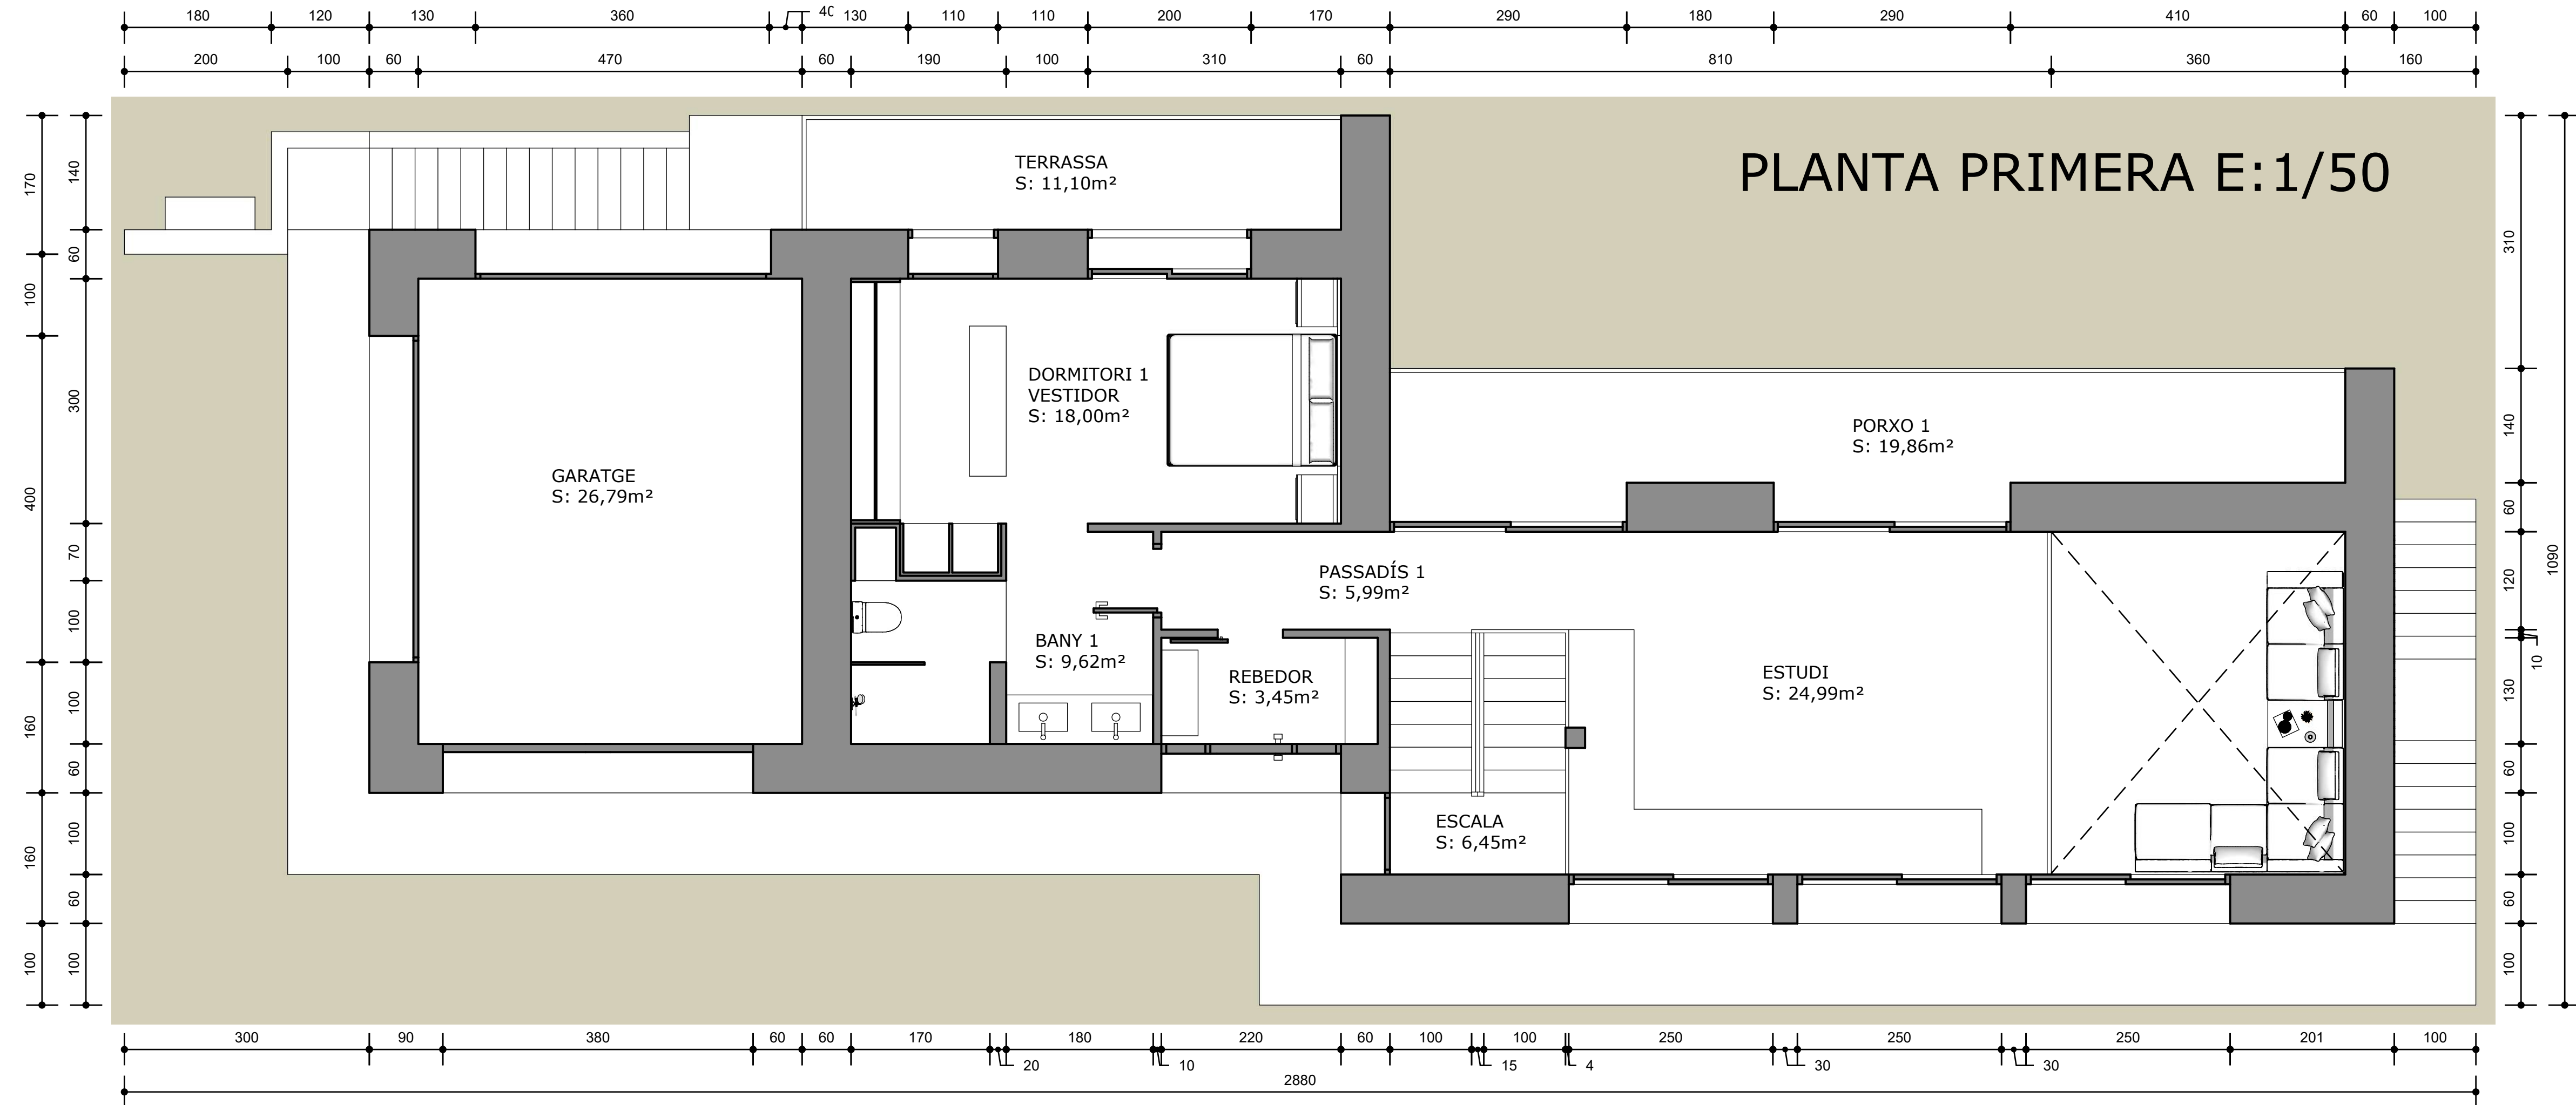 180 120 130 360 40 130 110 110 200 170 290 180 290 410 60 100
200 100 60 470 60 190 100 310 60 810 360 160
PLANTA PRIMERA E:1/50
TERRASSA
S: 11,10m²
DORMITORI 1
VESTIDOR
S: 18,00m²
GARATGE
S: 26,79m²
PORXO 1
S: 19,86m²
PASSADÍS 1
S: 5,99m²
BANY 1
S: 9,62m²
REBEDOR
S: 3,45m²
ESTUDI
S: 24,99m²
ESCALA
S: 6,45m²
170 100 400 160 160 100
140 60 300 70 100 100 60 100 60 100
310 140 60 120 10 130 60 100 60 100
1090
300 90 380 60 60 170 20 180 10 220 60 100 15 100 4 250 30 250 30 250 201 100
2880